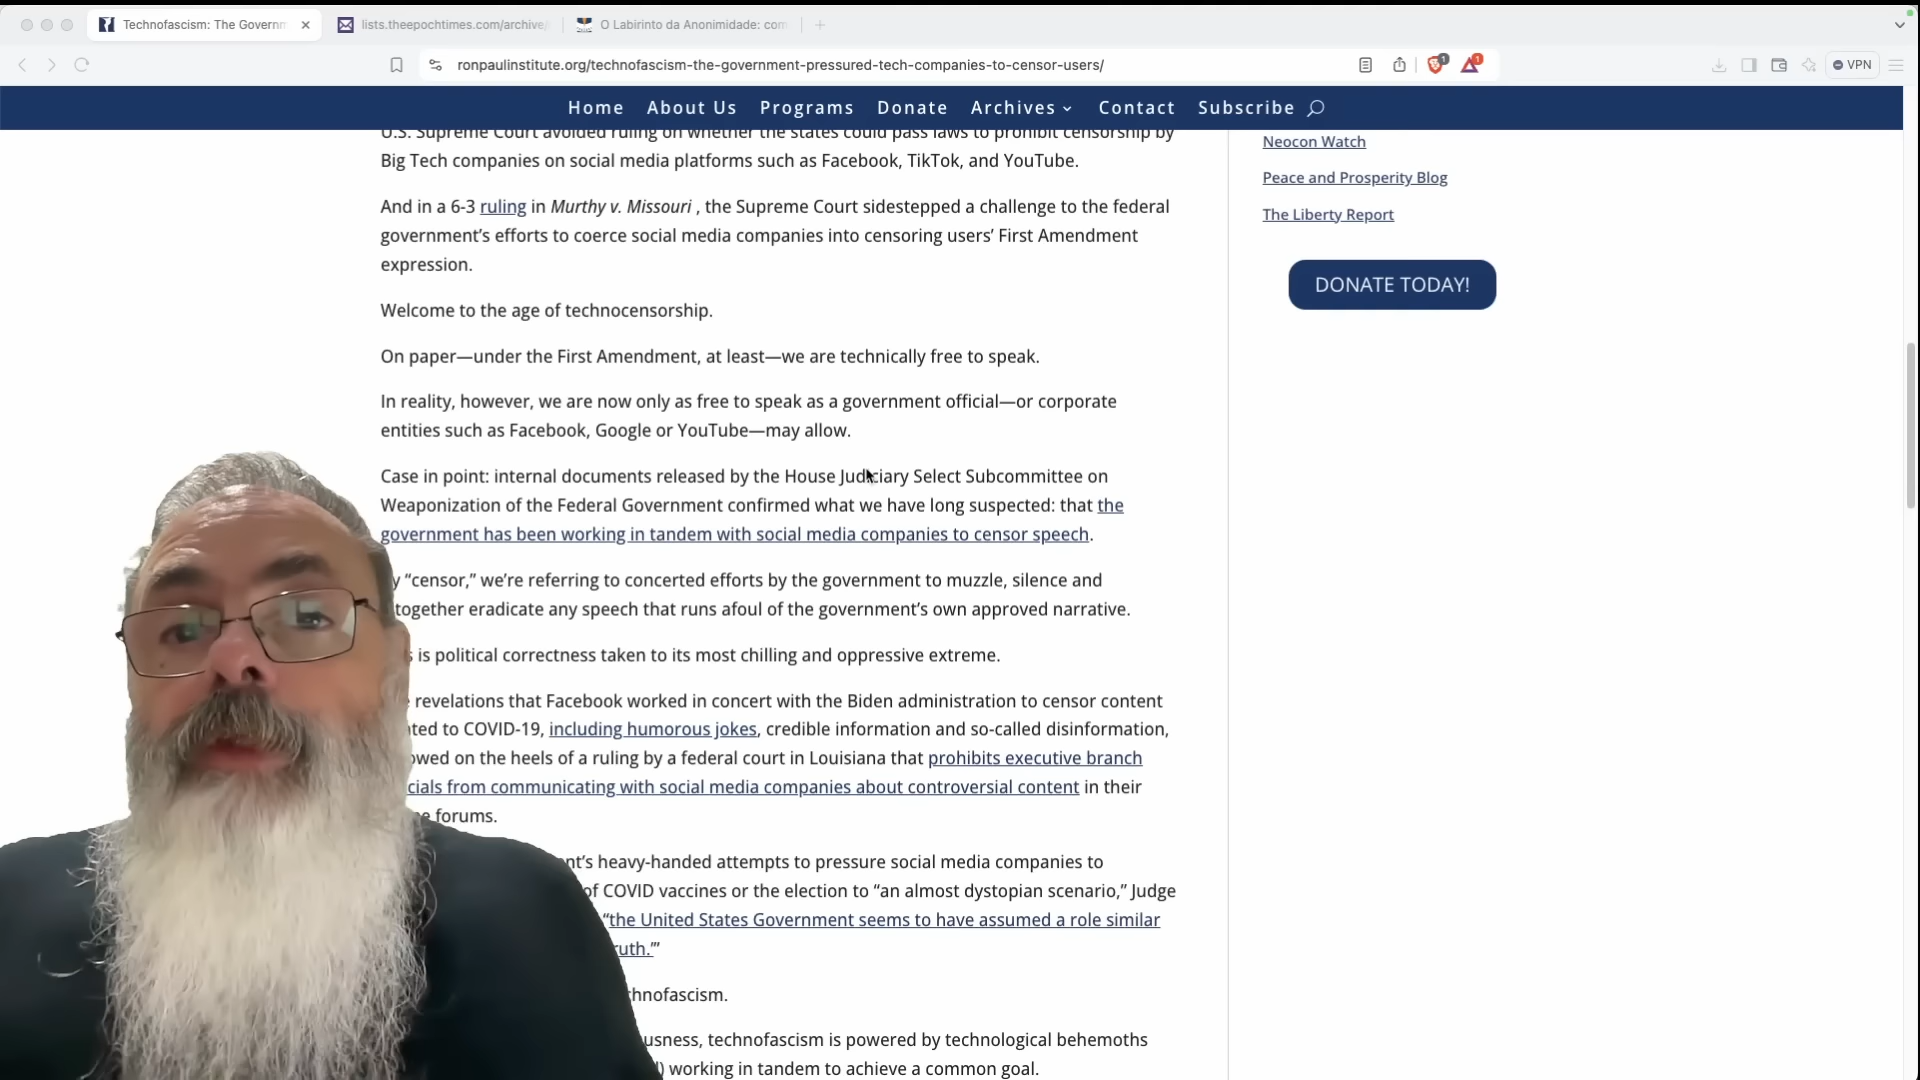 Technofascism: The Governm
lists.theepochtimes.com/archive/
O Labirinto da Anonimidade: com
ronpaulinstitute.org/technofascism-the-government-pressured-tech-companies-to-censor-users/
1
1
VPN
Home About Us Programs Donate Archives Contact Subscribe
U.S. Supreme Court avoided ruling on whether the states could pass laws to prohibit censorship by
Big Tech companies on social media platforms such as Facebook, TikTok, and YouTube.
And in a 6-3 ruling in Murthy v. Missouri , the Supreme Court sidestepped a challenge to the federal
government’s efforts to coerce social media companies into censoring users’ First Amendment
expression.
Welcome to the age of technocensorship.
On paper—under the First Amendment, at least—we are technically free to speak.
In reality, however, we are now only as free to speak as a government official—or corporate
entities such as Facebook, Google or YouTube—may allow.
Case in point: internal documents released by the House Judiciary Select Subcommittee on
Weaponization of the Federal Government confirmed what we have long suspected: that the
government has been working in tandem with social media companies to censor speech.
y “censor,” we’re referring to concerted efforts by the government to muzzle, silence and
together eradicate any speech that runs afoul of the government’s own approved narrative.
s is political correctness taken to its most chilling and oppressive extreme.
e revelations that Facebook worked in concert with the Biden administration to censor content
ted to COVID-19, including humorous jokes, credible information and so-called disinformation,
owed on the heels of a ruling by a federal court in Louisiana that prohibits executive branch
cials from communicating with social media companies about controversial content in their
e forums.
nt’s heavy-handed attempts to pressure social media companies to
of COVID vaccines or the election to “an almost dystopian scenario,” Judge
“the United States Government seems to have assumed a role similar
ruth.’”
hnofascism.
usness, technofascism is powered by technological behemoths
) working in tandem to achieve a common goal.
Neocon Watch
Peace and Prosperity Blog
The Liberty Report
DONATE TODAY!